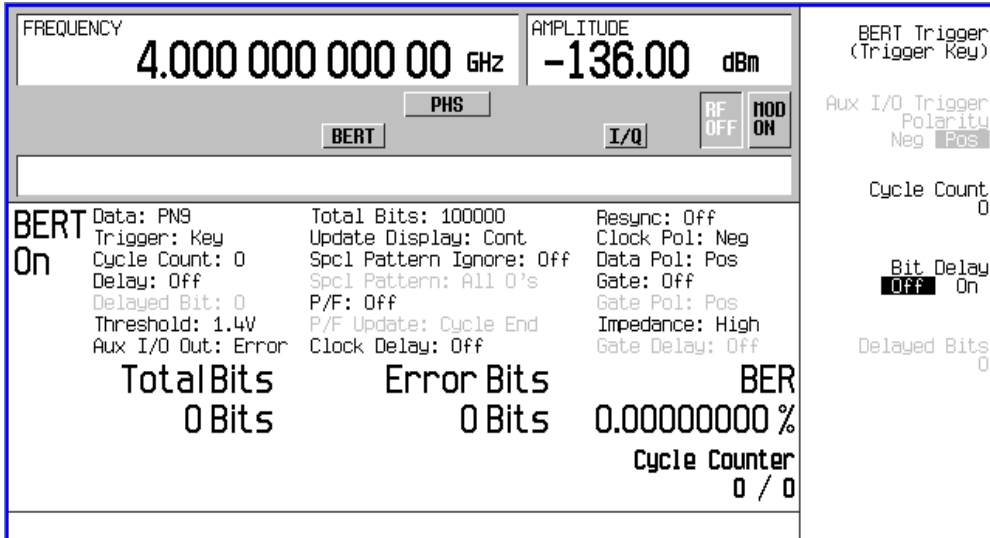 FREQUENCY
4.000 000 000 00 GHz
AMPLITUDE
-136.00 dBm
PHS
BERT
I/Q
RF OFF
MOD ON
BERT On
Data: PN9
Trigger: Key
Cycle Count: 0
Delay: Off
Delayed Bit: 0
Threshold: 1.4V
Aux I/O Out: Error
Total Bits: 100000
Update Display: Cont
Spcl Pattern Ignore: Off
Spcl Pattern: All 0's
P/F: Off
P/F Update: Cycle End
Clock Delay: Off
Resync: Off
Clock Pol: Neg
Data Pol: Pos
Gate: Off
Gate Pol: Pos
Impedance: High
Gate Delay: Off
Total Bits
0 Bits
Error Bits
0 Bits
BER
0.00000000 %
Cycle Counter
0 / 0
BERT Trigger
(Trigger Key)
Aux I/O Trigger
Polarity
Neg Pos
Cycle Count
0
Bit Delay
Off On
Delayed Bits
0